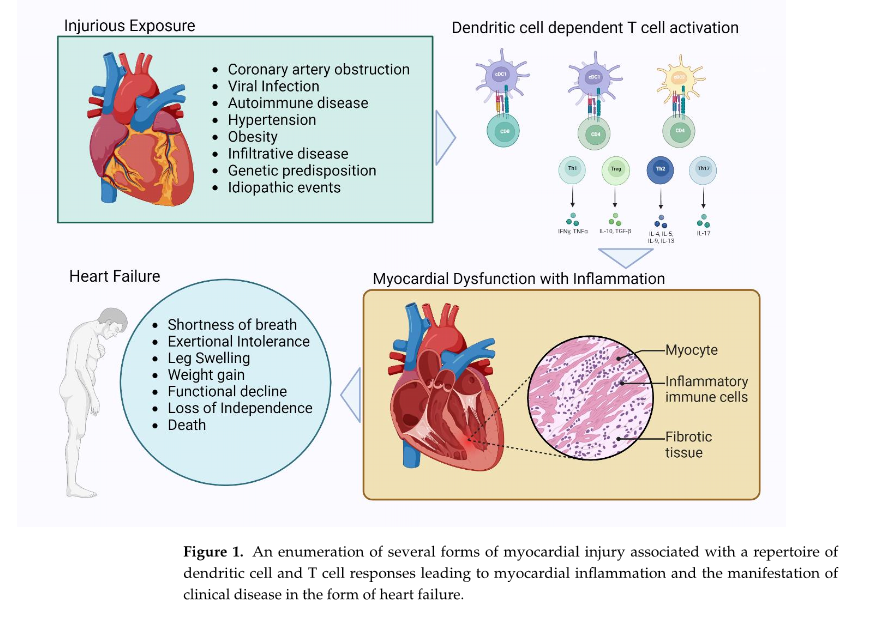 Injurious Exposure
• Coronary artery obstruction
• Viral Infection
• Autoimmune disease
• Hypertension
• Obesity
• Infiltrative disease
• Genetic predisposition
• Idiopathic events
Dendritic cell dependent T cell activation
cDC1
CD8
CD4
CD4
Th1
Treg
Th2
Th17
IFNγ, TNFα
IL-10, TGF-β
IL-4, IL-5,
IL-9, IL-13
IL-17
Myocardial Dysfunction with Inflammation
Myocyte
Inflammatory
immune cells
Fibrotic
tissue
Heart Failure
• Shortness of breath
• Exertional Intolerance
• Leg Swelling
• Weight gain
• Functional decline
• Loss of Independence
• Death
Figure 1. An enumeration of several forms of myocardial injury associated with a repertoire of
dendritic cell and T cell responses leading to myocardial inflammation and the manifestation of
clinical disease in the form of heart failure.